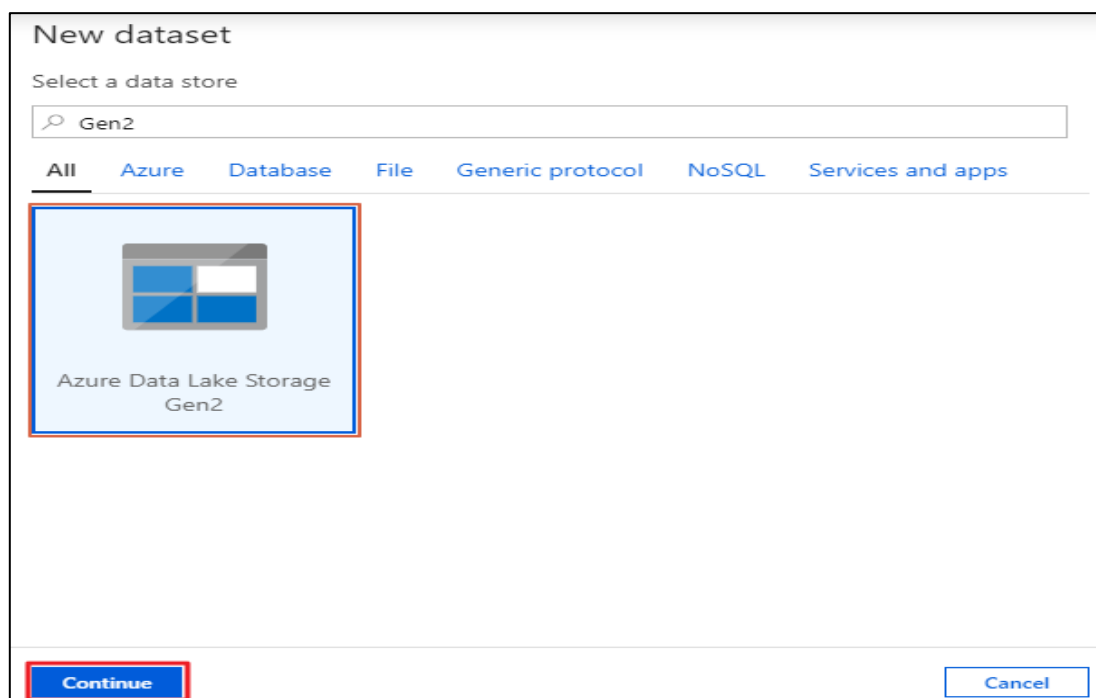 New dataset
Select a data store
Gen2
All Azure Database File Generic protocol NoSQL Services and apps
Azure Data Lake Storage
Gen2
Continue Cancel